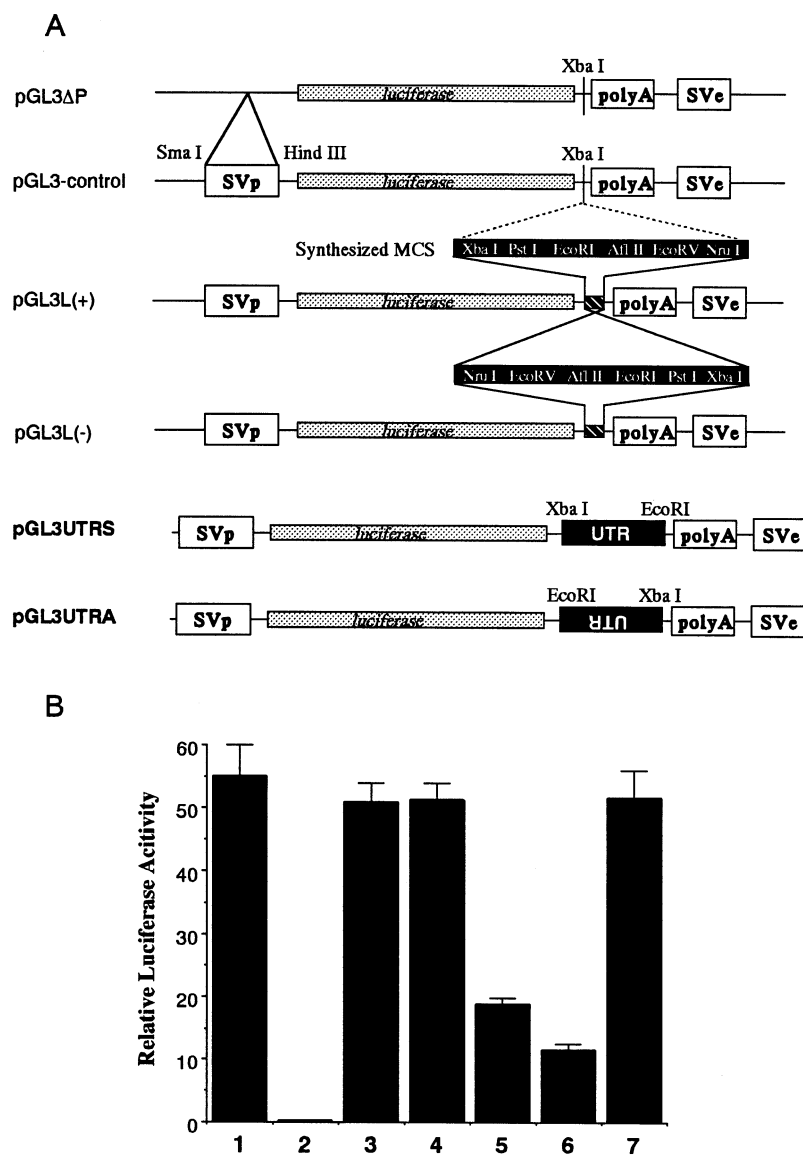 A
Xba I
pGL3ΔP luciferase polyA SVe
Sma I Hind III Xba I
pGL3-control SVp luciferase polyA SVe
Synthesized MCS Xba I Pst I EcoRI Afl II EcoRV Nru I
pGL3L(+) SVp luciferase polyA SVe
Nru I EcoRV Afl II EcoRI Pst I Xba I
pGL3L(-) SVp luciferase polyA SVe
Xba I EcoRI
pGL3UTRS SVp luciferase UTR polyA SVe
EcoRI Xba I
pGL3UTRA SVp luciferase UTR polyA SVe
B
Relative Luciferase Acitivity
60
50
40
30
20
10
0
1 2 3 4 5 6 7